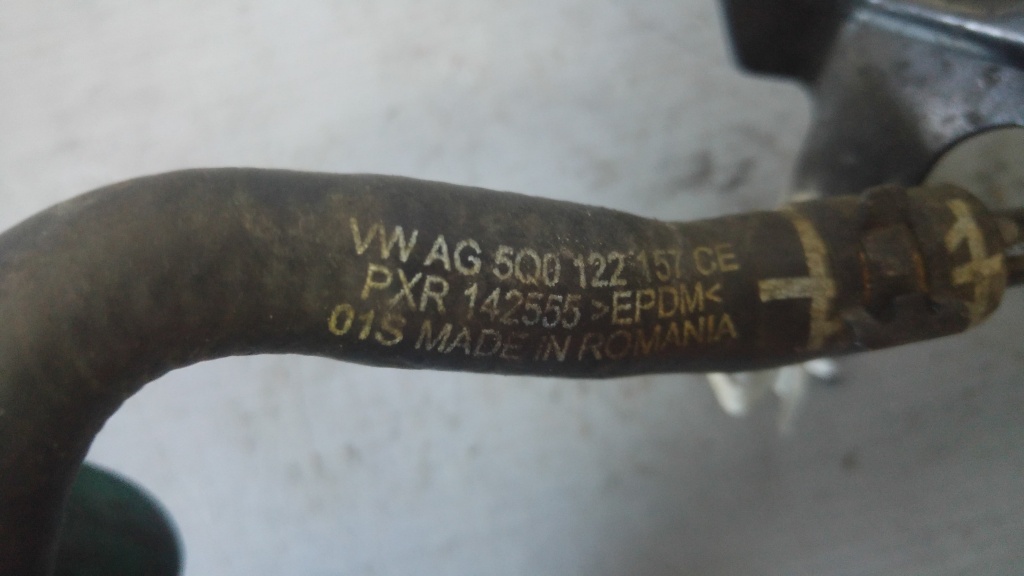 VW AG 5Q0 122 157 CE
PXR 142555 >EPDM<
01S MADE IN ROMANIA